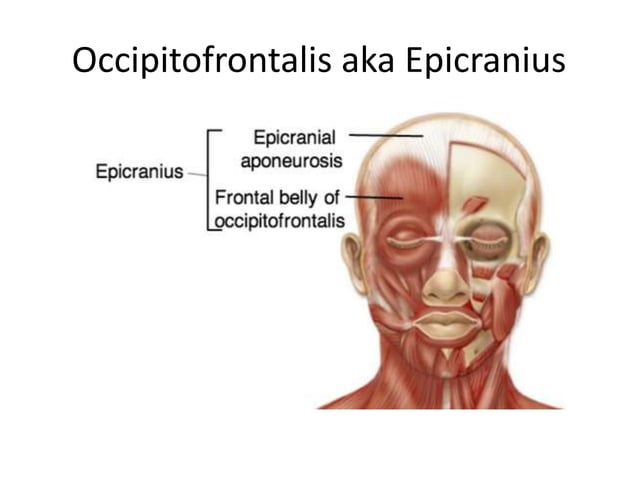 Occipitofrontalis aka Epicranius
Epicranial
aponeurosis
Epicranius
Frontal belly of
occipitofrontalis